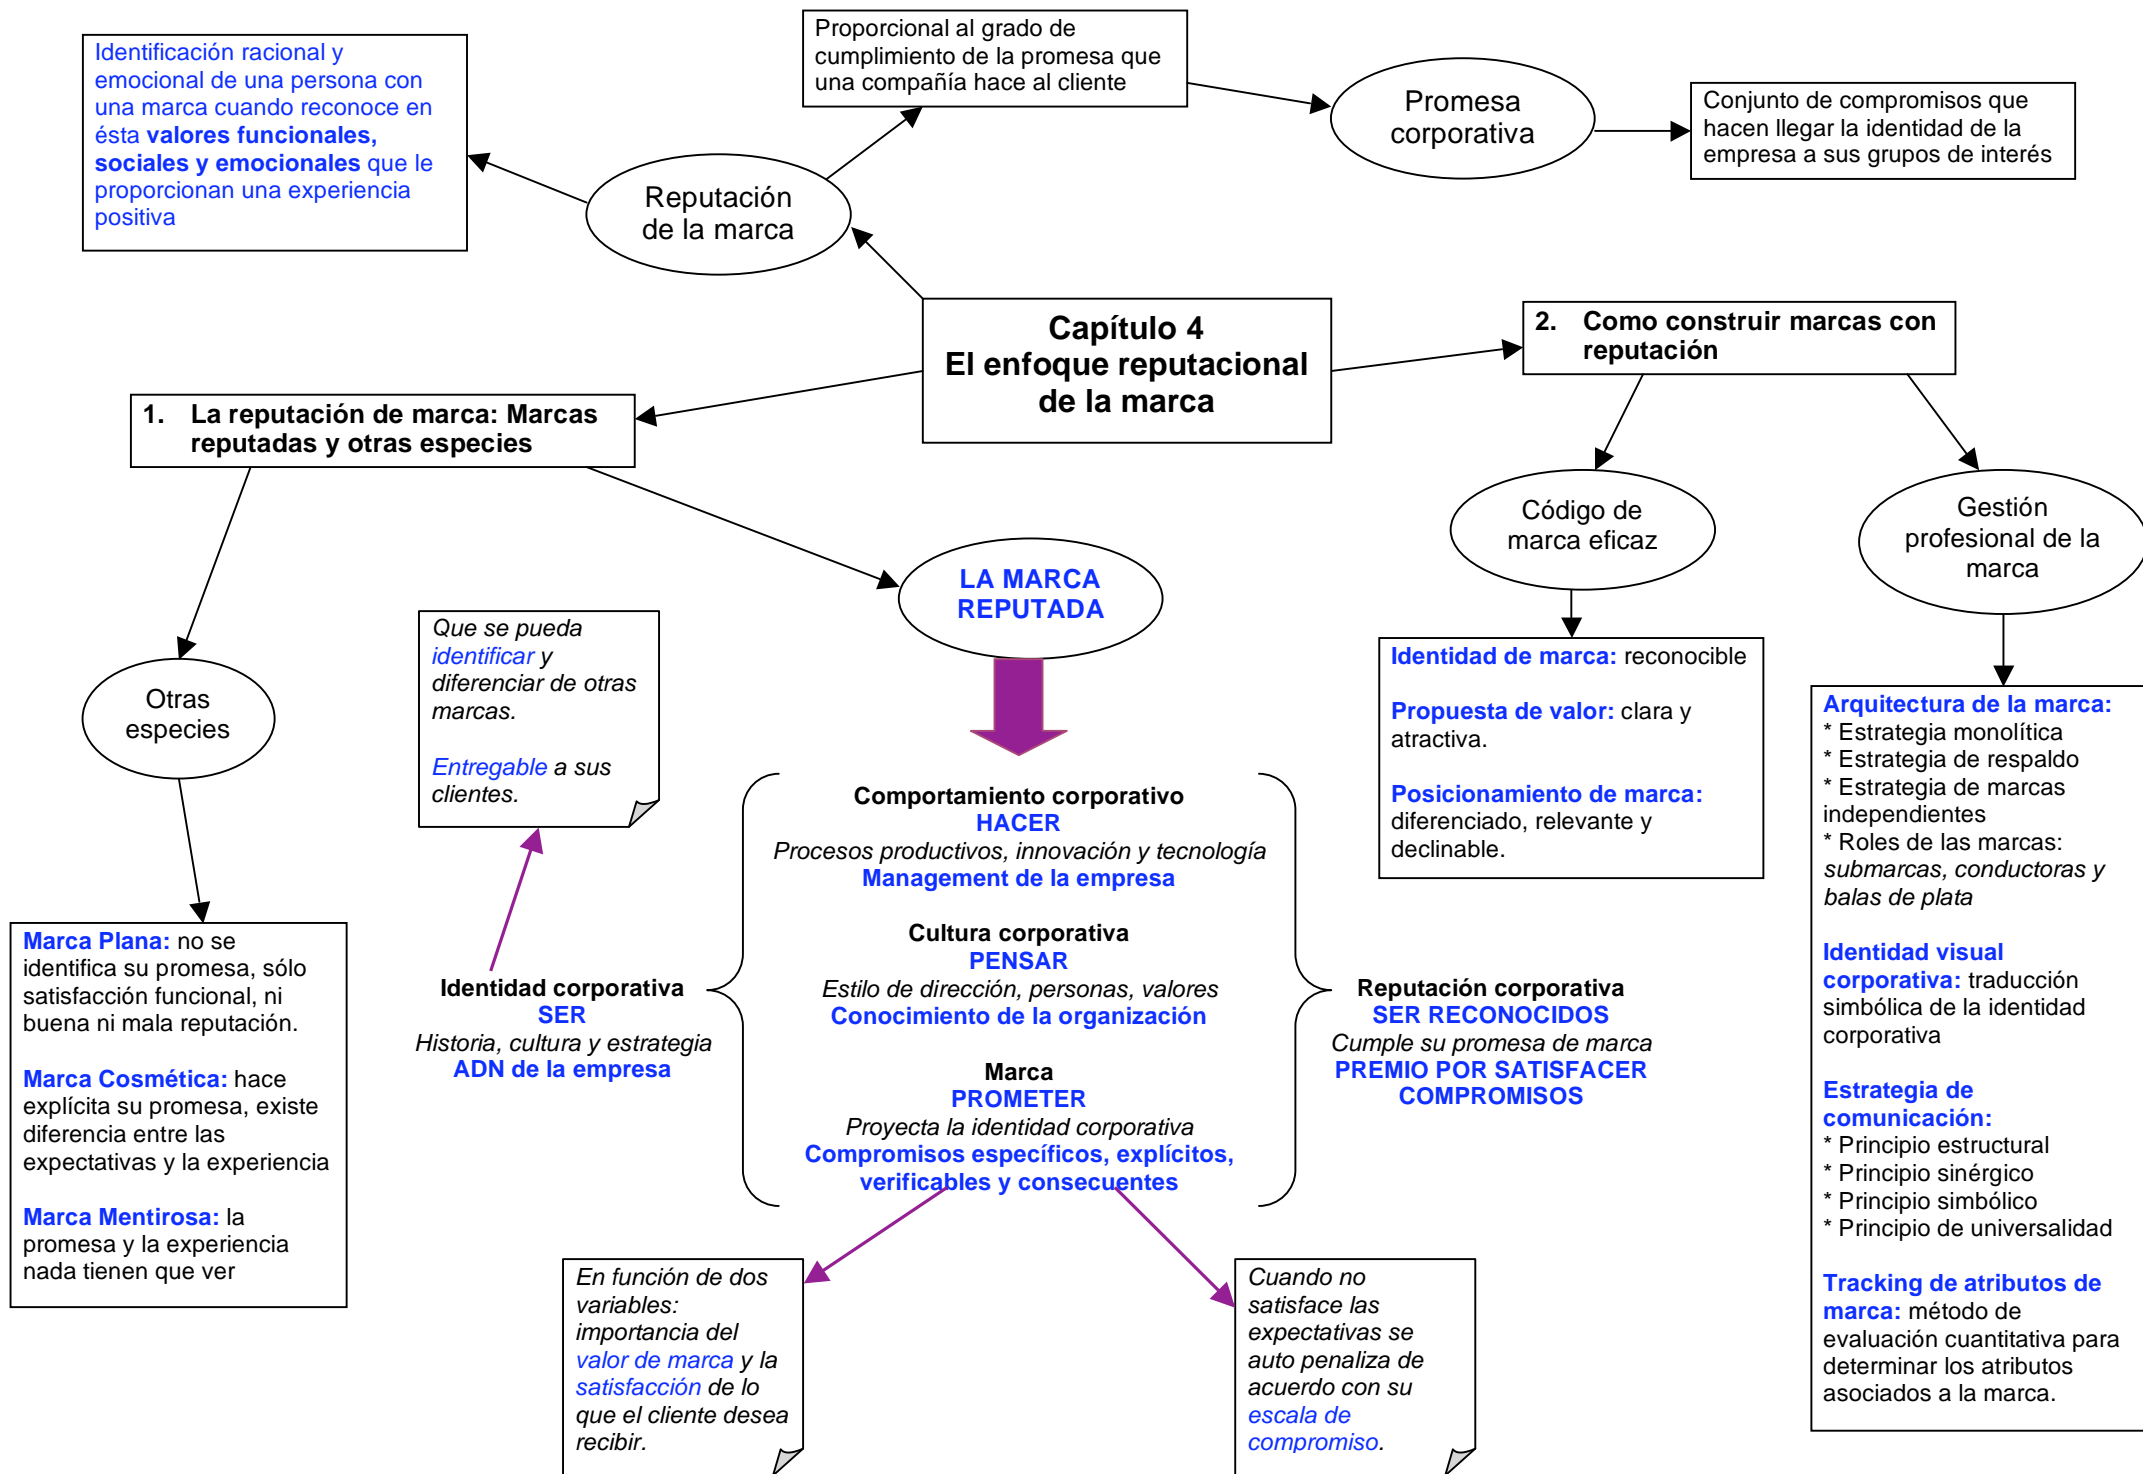 Identificación racional y
emocional de una persona con
una marca cuando reconoce en
ésta valores funcionales,
sociales y emocionales que le
proporcionan una experiencia
positiva
Proporcional al grado de
cumplimiento de la promesa que
una compañía hace al cliente
Promesa
corporativa
Conjunto de compromisos que
hacen llegar la identidad de la
empresa a sus grupos de interés
Reputación
de la marca
Capítulo 4
El enfoque reputacional
de la marca
2. Como construir marcas con
reputación
1. La reputación de marca: Marcas
reputadas y otras especies
Código de
marca eficaz
Gestión
profesional de la
marca
LA MARCA
REPUTADA
Que se pueda
identificar y
diferenciar de otras
marcas.
Entregable a sus
clientes.
Otras
especies
Identidad de marca: reconocible
Propuesta de valor: clara y
atractiva.
Posicionamiento de marca:
diferenciado, relevante y
declinable.
Arquitectura de la marca:
* Estrategia monolítica
* Estrategia de respaldo
* Estrategia de marcas
independientes
* Roles de las marcas:
submarcas, conductoras y
balas de plata
Identidad visual
corporativa: traducción
simbólica de la identidad
corporativa
Estrategia de
comunicación:
* Principio estructural
* Principio sinérgico
* Principio simbólico
* Principio de universalidad
Tracking de atributos de
marca: método de
evaluación cuantitativa para
determinar los atributos
asociados a la marca.
Comportamiento corporativo
HACER
Procesos productivos, innovación y tecnología
Management de la empresa
Cultura corporativa
PENSAR
Estilo de dirección, personas, valores
Conocimiento de la organización
Marca
PROMETER
Proyecta la identidad corporativa
Compromisos específicos, explícitos,
verificables y consecuentes
Identidad corporativa
SER
Historia, cultura y estrategia
ADN de la empresa
Reputación corporativa
SER RECONOCIDOS
Cumple su promesa de marca
PREMIO POR SATISFACER
COMPROMISOS
Marca Plana: no se
identifica su promesa, sólo
satisfacción funcional, ni
buena ni mala reputación.
Marca Cosmética: hace
explícita su promesa, existe
diferencia entre las
expectativas y la experiencia
Marca Mentirosa: la
promesa y la experiencia
nada tienen que ver
En función de dos
variables:
importancia del
valor de marca y la
satisfacción de lo
que el cliente desea
recibir.
Cuando no
satisface las
expectativas se
auto penaliza de
acuerdo con su
escala de
compromiso.